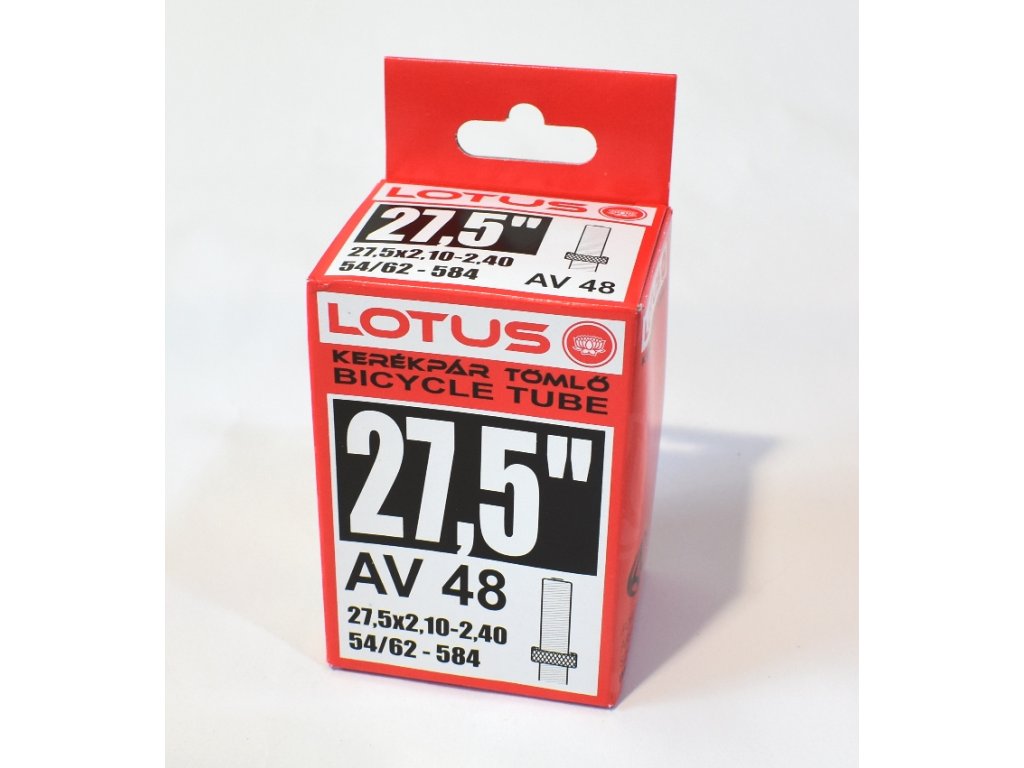 LOTUS
27,5"
27,5x2,10-2,40
54/62 - 584
AV 48
LOTUS
KERÉKPÁR TÖMLŐ
BICYCLE TUBE
27,5"
AV 48
27,5x2,10-2,40
54/62 - 584